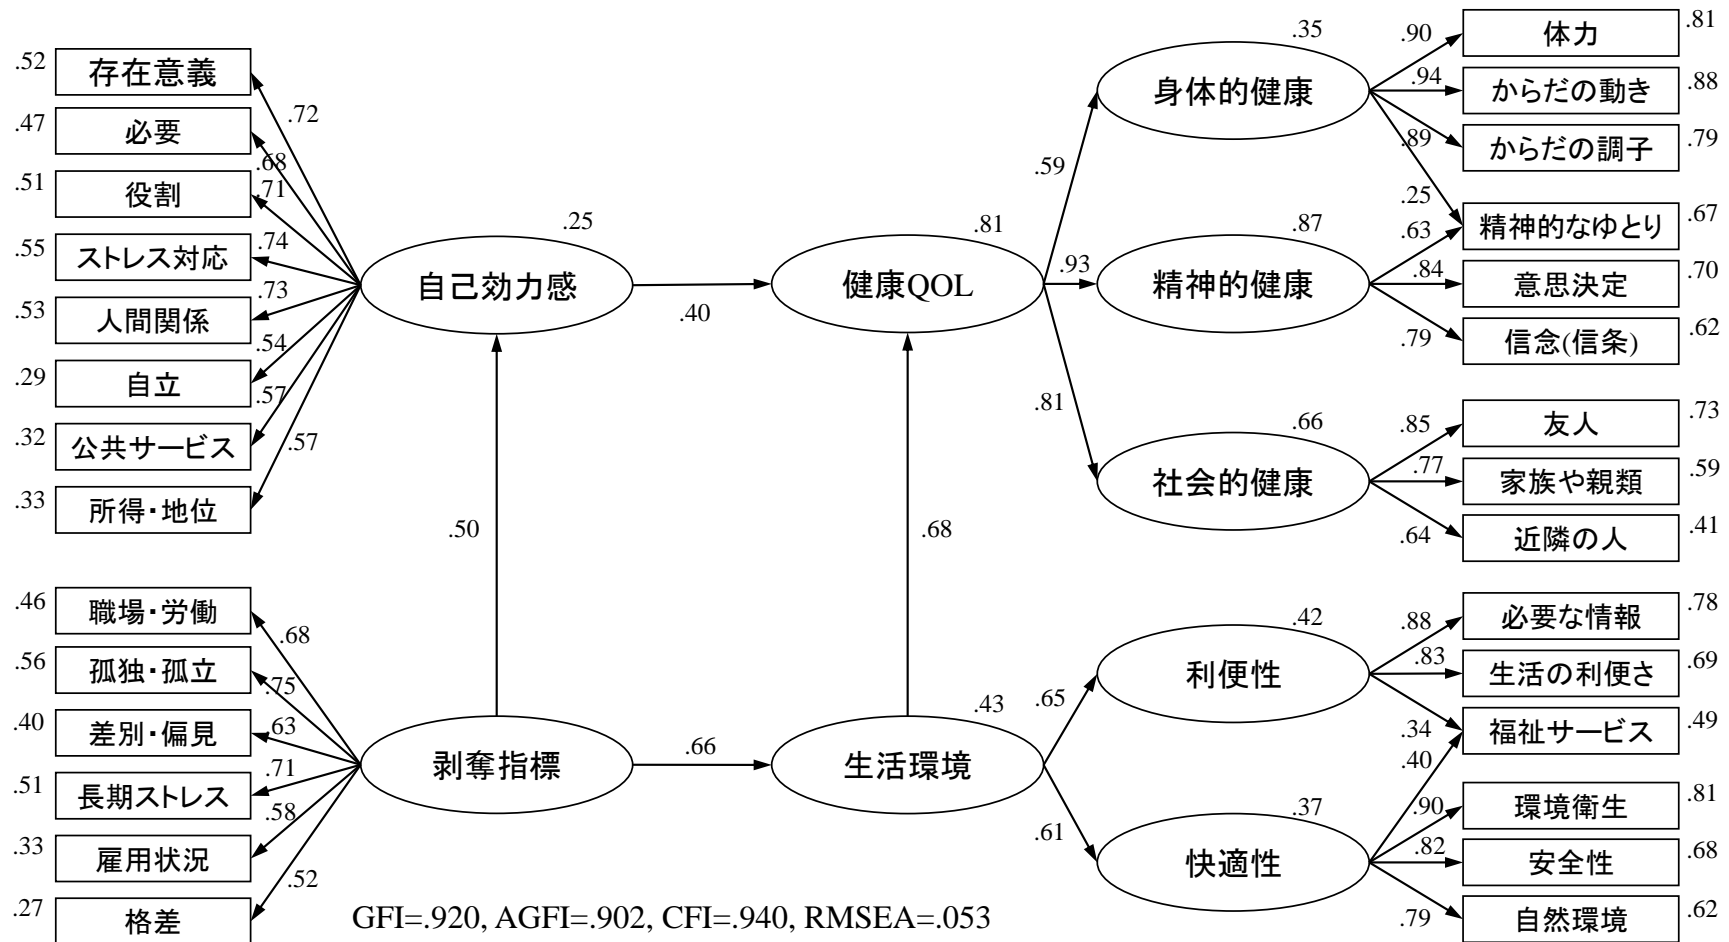 .52 存在意義
.72
.47 必要
.68
.51 役割
.71
.55 ストレス対応
.74
.53 人間関係
.73
.29 自立
.54
.32 公共サービス
.57
.33 所得・地位
.57
.25
自己効力感
.40
.50
.46 職場・労働
.68
.56 孤独・孤立
.75
.40 差別・偏見
.63
.51 長期ストレス
.71
.33 雇用状況
.58
.27 格差
.52
剥奪指標
.66
.81
健康QOL
.68
.43
生活環境
.59
.93
.81
.35
身体的健康
.90
体力 .81
.94
からだの動き .88
.89
からだの調子 .79
.25
.87
精神的健康
.63
精神的なゆとり .67
.84
意思決定 .70
.79
信念(信条) .62
.66
社会的健康
.85
友人 .73
.77
家族や親類 .59
.64
近隣の人 .41
.65
.61
.42
利便性
.88
必要な情報 .78
.83
生活の利便さ .69
.34
福祉サービス .49
.40
.37
快適性
.90
環境衛生 .81
.82
安全性 .68
.79
自然環境 .62
GFI=.920, AGFI=.902, CFI=.940, RMSEA=.053